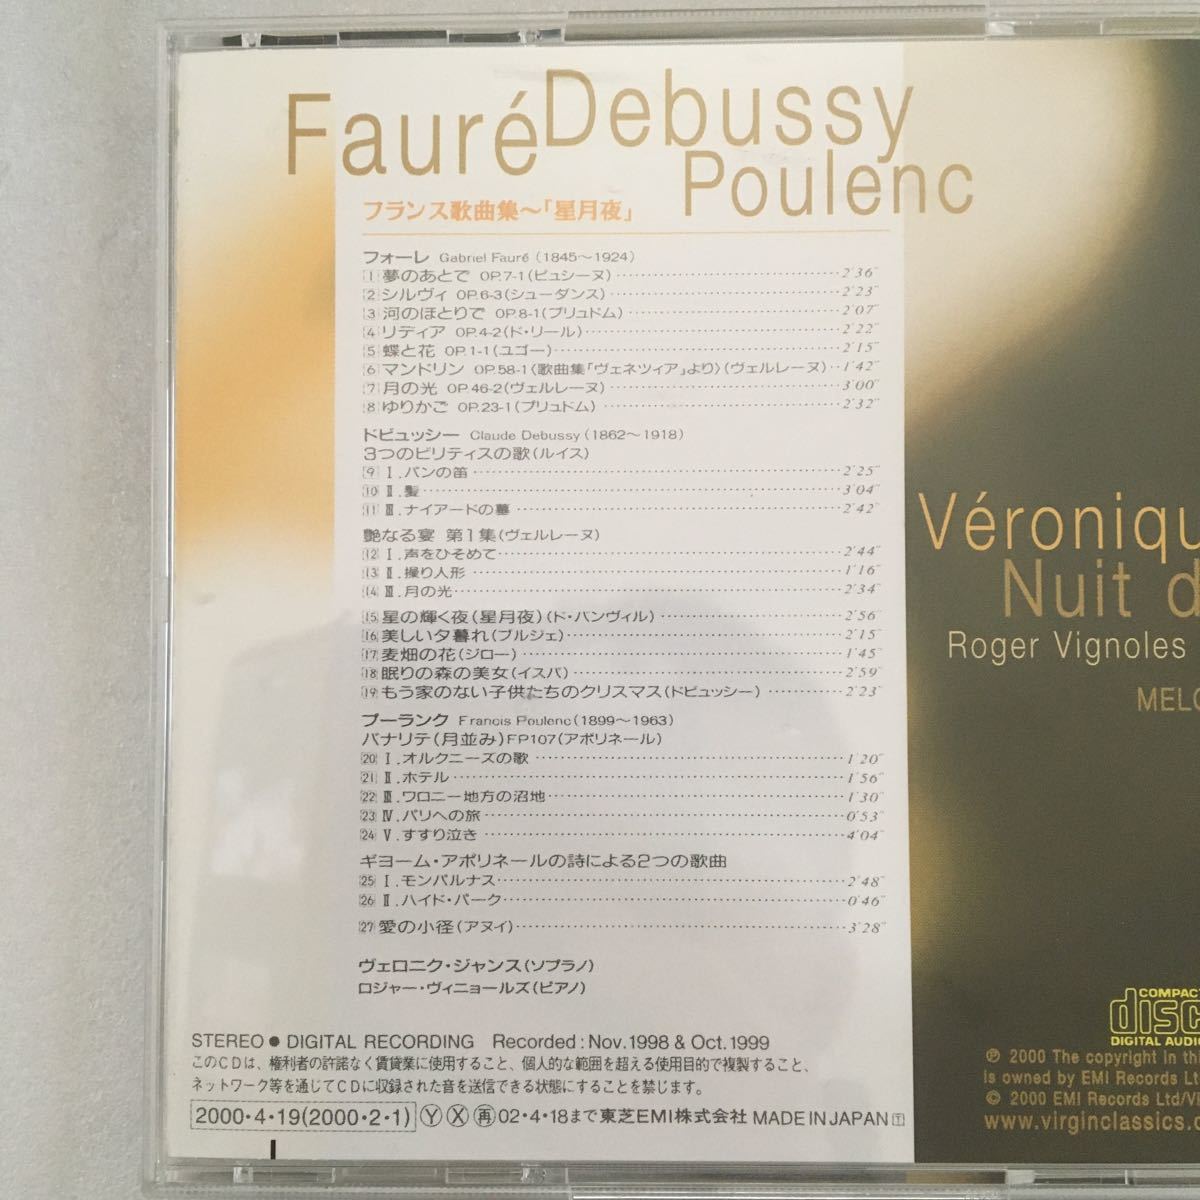 Fauré Debussy
Poulenc
フランス歌曲集～「星月夜」
フォーレ Gabriel Fauré (1845～1924)
1 夢のあとで OP.7-1(ビュシーヌ) 2'36"
2 シルヴィ OP.6-3(シューダンス) 2'23"
3 河のほとりで OP.8-1(プリュドム) 2'07"
4 リディア OP.4-2(ド・リール) 2'22"
5 蝶と花 OP.1-1(ユゴー) 2'15"
6 マンドリン OP.58-1〈歌曲集「ヴェネツィア」より〉(ヴェルレーヌ) 1'42"
7 月の光 OP.46-2(ヴェルレーヌ) 3'00"
8 ゆりかご OP.23-1(プリュドム) 2'32"
ドビュッシー Claude Debussy (1862～1918)
3つのビリティスの歌(ルイス)
9 Ⅰ.パンの笛 2'25"
10 Ⅱ.髪 3'04"
11 Ⅲ.ナイアードの墓 2'42"
艶なる宴 第1集(ヴェルレーヌ)
12 Ⅰ.声をひそめて 2'44"
13 Ⅱ.操り人形 1'16"
14 Ⅲ.月の光 2'34"
15 星の輝く夜(星月夜)(ド・バンヴィル) 2'56"
16 美しい夕暮れ(ブルジェ) 2'15"
17 麦畑の花(ジロー) 1'45"
18 眠りの森の美女(イスパ) 2'59"
19 もう家のない子供たちのクリスマス(ドビュッシー) 2'23"
プーランク Francis Poulenc (1899～1963)
バナリテ(月並み)FP107(アポリネール)
20 Ⅰ.オルクニーズの歌 1'20"
21 Ⅱ.ホテル 1'56"
22 Ⅲ.ワロニー地方の沼地 1'30"
23 Ⅳ.パリへの旅 0'53"
24 Ⅴ.すすり泣き 4'04"
ギヨーム・アポリネールの詩による2つの歌曲
25 Ⅰ.モンパルナス 2'48"
26 Ⅱ.ハイド・パーク 0'46"
27 愛の小径(アヌイ) 3'28"
ヴェロニク・ジャンス(ソプラノ)
ロジャー・ヴィニョールズ(ピアノ)
STEREO ● DIGITAL RECORDING Recorded : Nov.1998 & Oct.1999
このCDは、権利者の許諾なく賃貸業に使用すること、個人的な範囲を超える使用目的で複製すること、
ネットワーク等を通じてCDに収録された音を送信できる状態にすることを禁じます。
2000・4・19(2000・2・1) Ⓨ Ⓧ ㊢02・4・18まで 東芝EMI株式会社 MADE IN JAPAN T
Véroniqu
Nuit d
Roger Vignoles
MELO
COMPACT
disc
DIGITAL AUDIO
℗ 2000 The copyright in thi
is owned by EMI Records Lt
© 2000 EMI Records Ltd/Vi
www.virginclassics.c